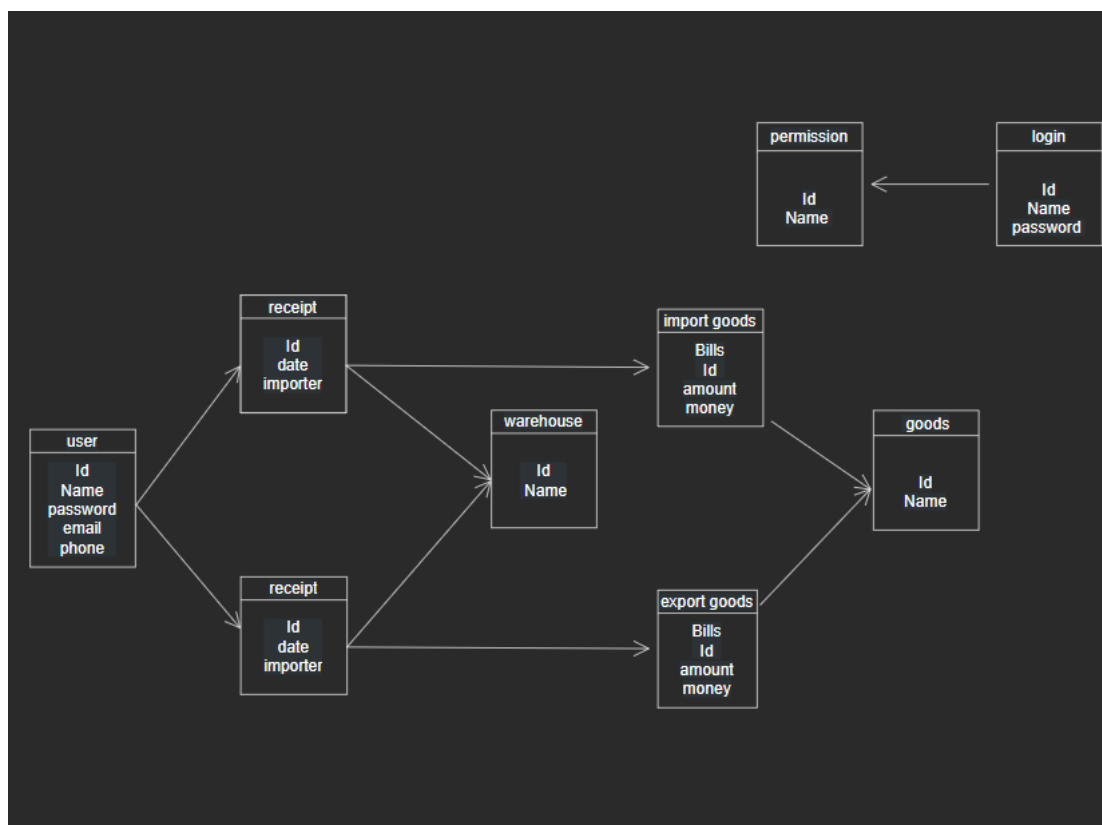 permission
Id
Name
login
Id
Name
password
receipt
Id
date
importer
import goods
Bills
Id
amount
money
warehouse
Id
Name
goods
Id
Name
user
Id
Name
password
email
phone
receipt
Id
date
importer
export goods
Bills
Id
amount
money